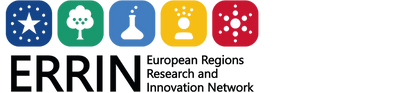 ERRIN
European Regions
Research and
Innovation Network